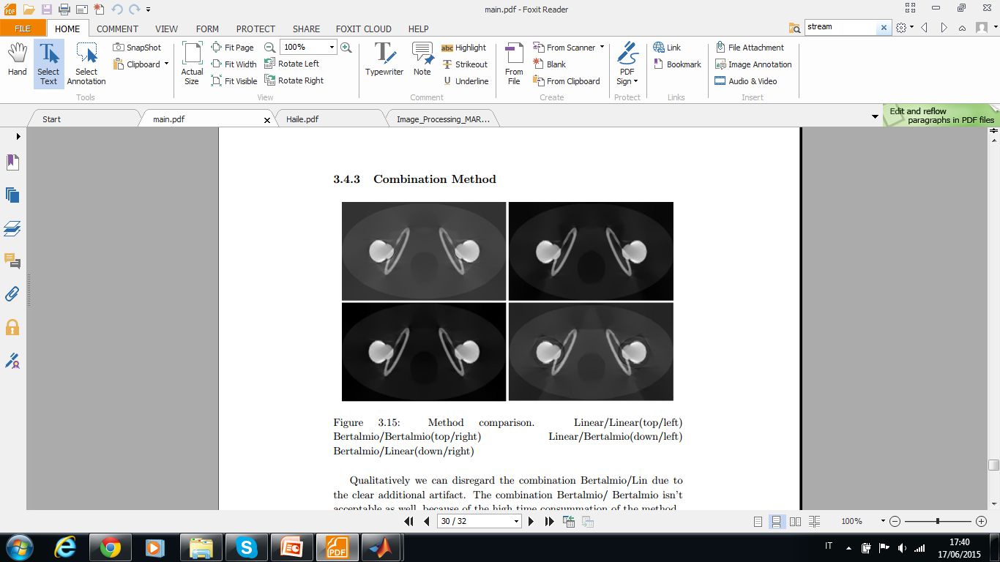 main.pdf - Foxit Reader
FILE HOME COMMENT VIEW FORM PROTECT SHARE FOXIT CLOUD HELP stream
Hand
Select Text
Select Annotation
SnapShot
Clipboard
Tools
Actual Size
Fit Page
Fit Width
Fit Visible
100%
Rotate Left
Rotate Right
View
Typewriter
Note
abc Highlight
T Strikeout
U Underline
Comment
From File
From Scanner
Blank
From Clipboard
Create
PDF Sign
Protect
Link
Bookmark
Links
File Attachment
Image Annotation
Audio & Video
Insert
Start main.pdf Haile.pdf Image_Processing_MAR...
Edit and reflow
paragraphs in PDF files
3.4.3 Combination Method
Figure 3.15: Method comparison. Linear/Linear(top/left)
Bertalmio/Bertalmio(top/right) Linear/Bertalmio(down/left)
Bertalmio/Linear(down/right)
Qualitatively we can disregard the combination Bertalmio/Lin due to
the clear additional artifact. The combination Bertalmio/ Bertalmio isn't
acceptable as well, because of the high time consummation of the method.
30 / 32 100%
PDF
IT 17:40
17/06/2015